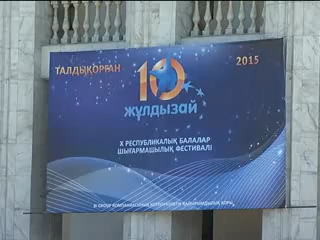 ТАЛДЫҚОРҒАН 2015
10
жұлдызай
X РЕСПУБЛИКАЛЫҚ БАЛАЛАР
ШЫҒАРМАШЫЛЫҚ ФЕСТИВАЛІ